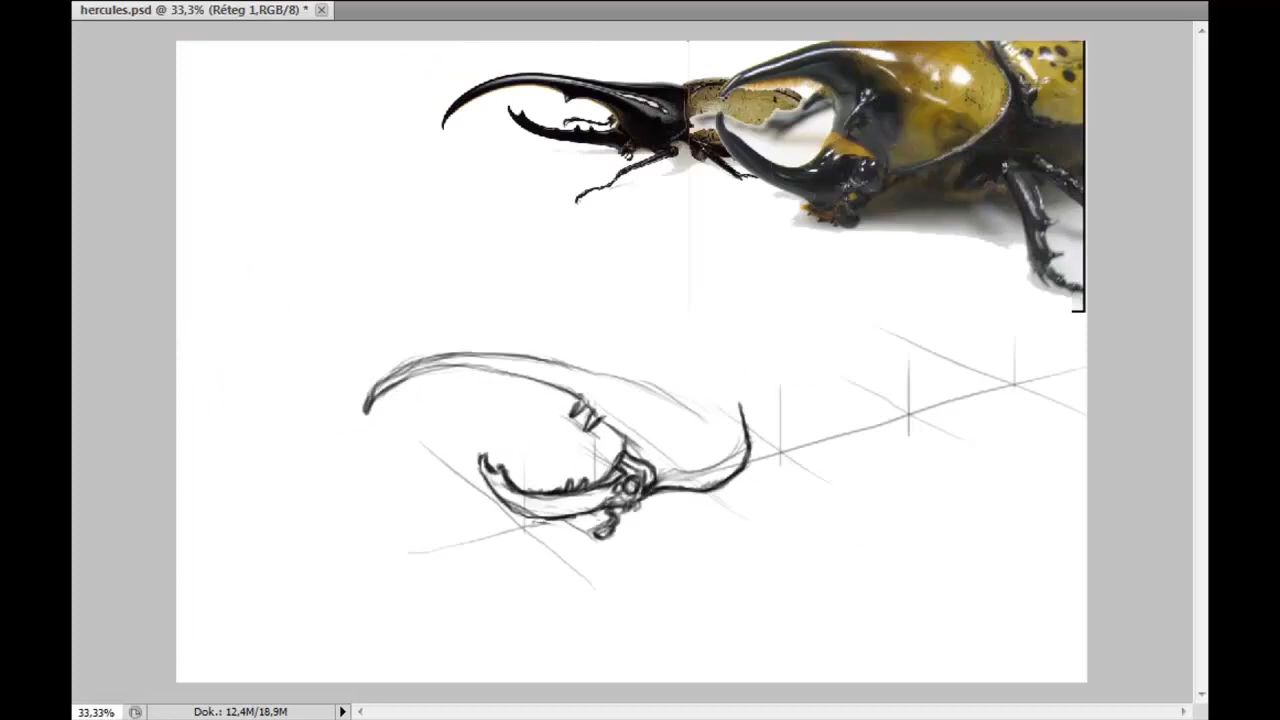 hercules.psd @ 33,3% (Réteg 1,RGB/8) *
33,33%
Dok.: 12,4M/18,9M